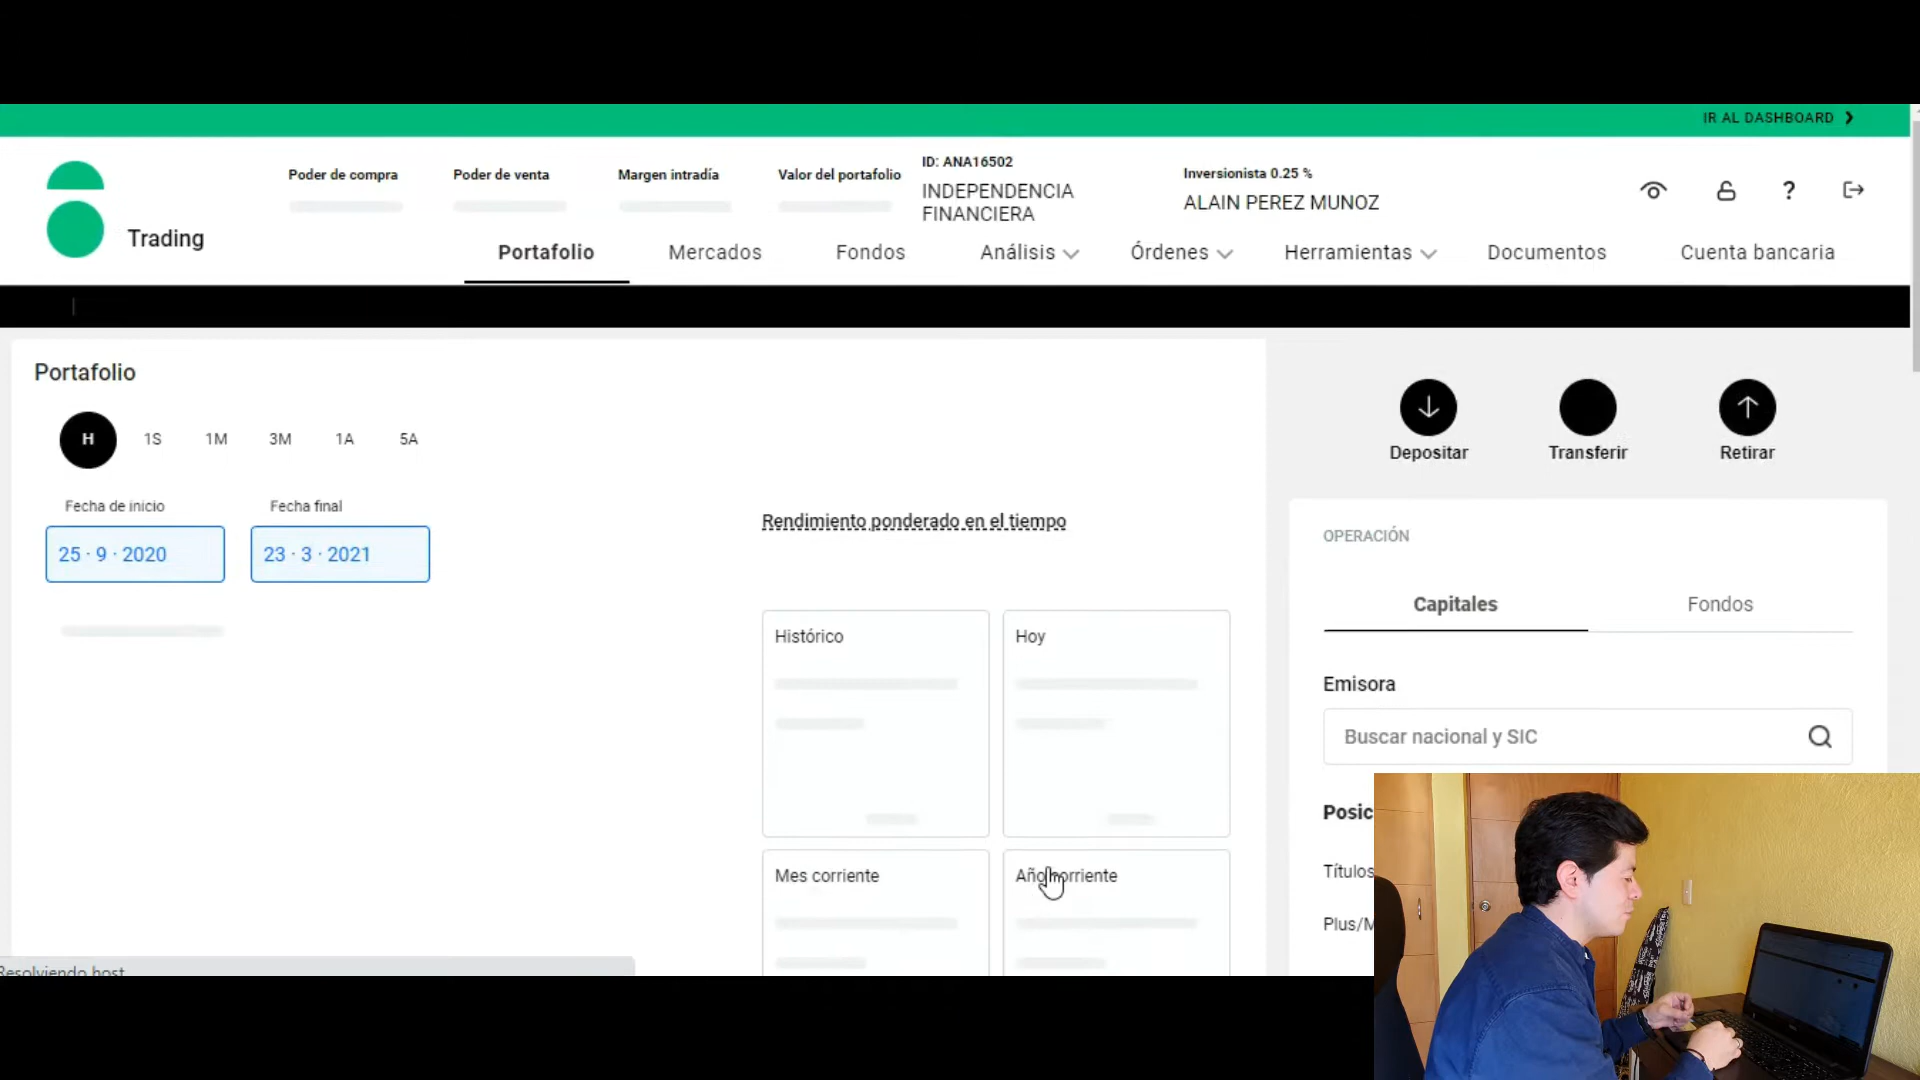 IR AL DASHBOARD
Poder de compra
Poder de venta
Margen intradía
Valor del portafolio
ID: ANA16502
INDEPENDENCIA
FINANCIERA
Inversionista 0.25 %
ALAIN PEREZ MUNOZ
?
Trading
Portafolio
Mercados
Fondos
Análisis
Órdenes
Herramientas
Documentos
Cuenta bancaria
Portafolio
H
1S
1M
3M
1A
5A
Fecha de inicio
Fecha final
25 · 9 · 2020
23 · 3 · 2021
Rendimiento ponderado en el tiempo
Histórico
Hoy
Mes corriente
Año corriente
Depositar
Transferir
Retirar
OPERACIÓN
Capitales
Fondos
Emisora
Buscar nacional y SIC
Posic
Títulos
Plus/M
Resolviendo host